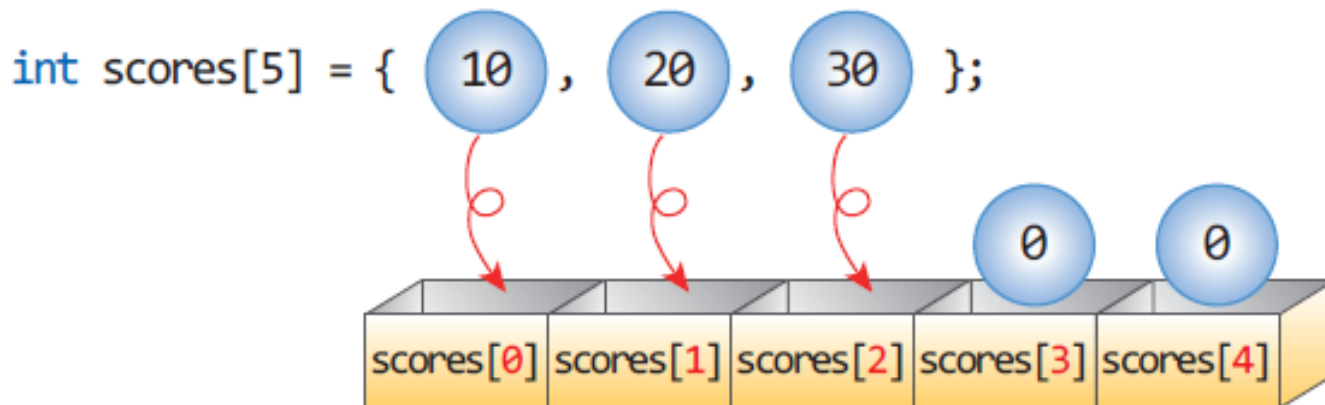 int scores[5] = { 10 , 20 , 30 };
0 0
scores[0] scores[1] scores[2] scores[3] scores[4]